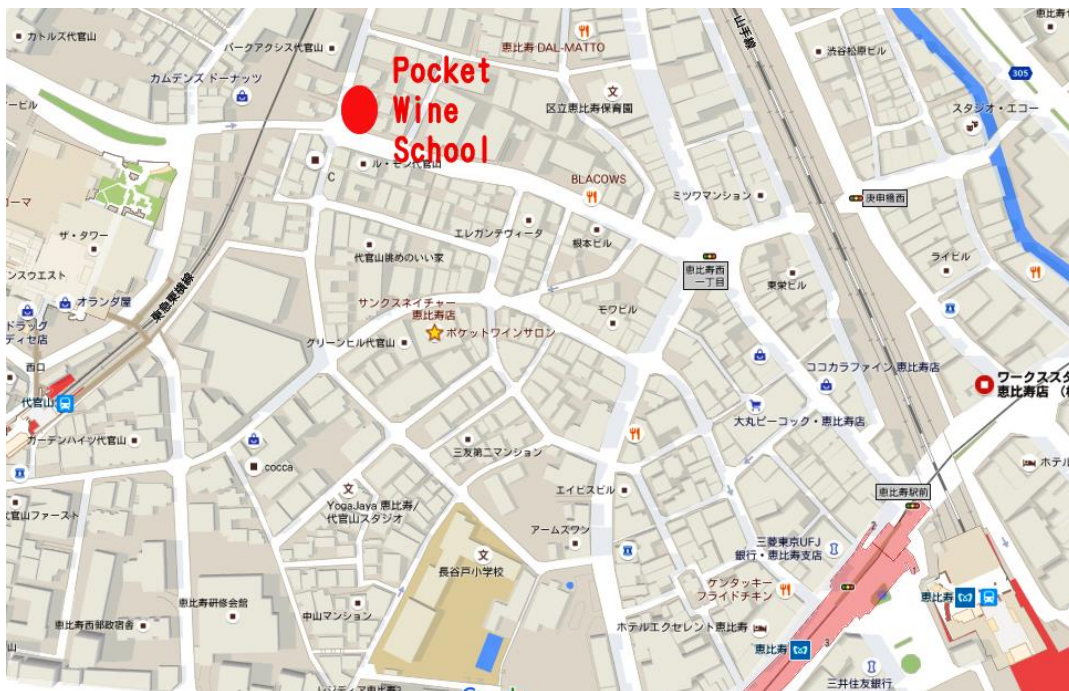 カトルズ代官山
パークアクシス代官山
恵比寿 DAL-MATTO
山手線
渋谷松原ビル
305
カムデンズ ドーナッツ
Pocket
Wine
School
区立恵比寿保育園
スタジオ・エコー
ル・モン代官山
C
BLACOWS
ミツワマンション
庚申橋西
ザ・タワー
エレガンテヴィータ
根本ビル
代官山眺めのいい家
恵比寿西
一丁目
ライビル
東栄ビル
オランダ屋
東急東横線
サンクスネイチャー
恵比寿店
モワビル
グリーンヒル代官山
ポケットワインサロン
西口
ココカラファイン 恵比寿店
恵比寿店
大丸ピーコック・恵比寿店
ガーデンハイツ代官山
三友第二マンション
cocca
恵比寿駅前
YogaJaya 恵比寿/
代官山スタジオ
エイビスビル
アームスワン
2
三菱東京UFJ
銀行・恵比寿支店
長谷戸小学校
ケンタッキー
フライドチキン
恵比寿研修会館
中山マンション
恵比寿
恵比寿西部政宿舎
ホテルエクセレント恵比寿
3
恵比寿
三井住友銀行